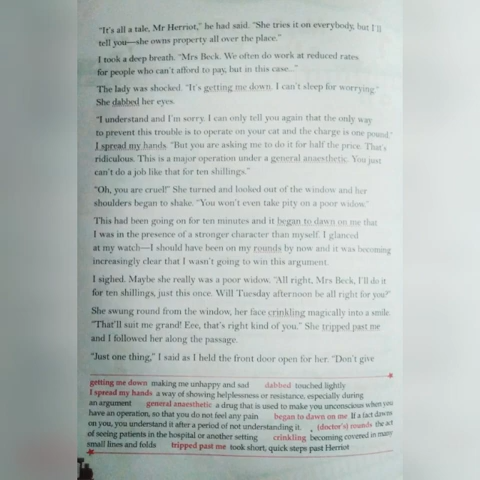 "It's all a tale, Mr Herriot," he had said. "She tries it on everybody, but I'll
tell you—she owns property all over the place."
I took a deep breath. "Mrs Beck. We often do work at reduced rates
for people who can't afford to pay, but in this case..."
The lady was shocked. "It's getting me down. I can't sleep for worrying."
She dabbed her eyes.
"I understand and I'm sorry. I can only tell you again that the only way
to prevent this trouble is to operate on your cat and the charge is one pound."
I spread my hands. "But you are asking me to do it for half the price. That's
ridiculous. This is a major operation under a general anaesthetic. You just
can't do a job like that for ten shillings."
"Oh, you are cruel!" She turned and looked out of the window and her
shoulders began to shake. "You won't even take pity on a poor widow."
This had been going on for ten minutes and it began to dawn on me that
I was in the presence of a stronger character than myself. I glanced
at my watch—I should have been on my rounds by now and it was becoming
increasingly clear that I wasn't going to win this argument.
I sighed. Maybe she really was a poor widow. "All right, Mrs Beck, I'll do it
for ten shillings, just this once. Will Tuesday afternoon be all right for you?"
She swung round from the window, her face crinkling magically into a smile.
"That'll suit me grand! Eee, that's right kind of you." She tripped past me
and I followed her along the passage.
"Just one thing," I said as I held the front door open for her. "Don't give
getting me down making me unhappy and sad dabbed touched lightly
I spread my hands a way of showing helplessness or resistance, especially during
an argument general anaesthetic a drug that is used to make you unconscious when you
have an operation, so that you do not feel any pain began to dawn on me If a fact dawns
on you, you understand it after a period of not understanding it. (doctor's) rounds the act
of seeing patients in the hospital or another setting crinkling becoming covered in many
small lines and folds tripped past me took short, quick steps past Herriot